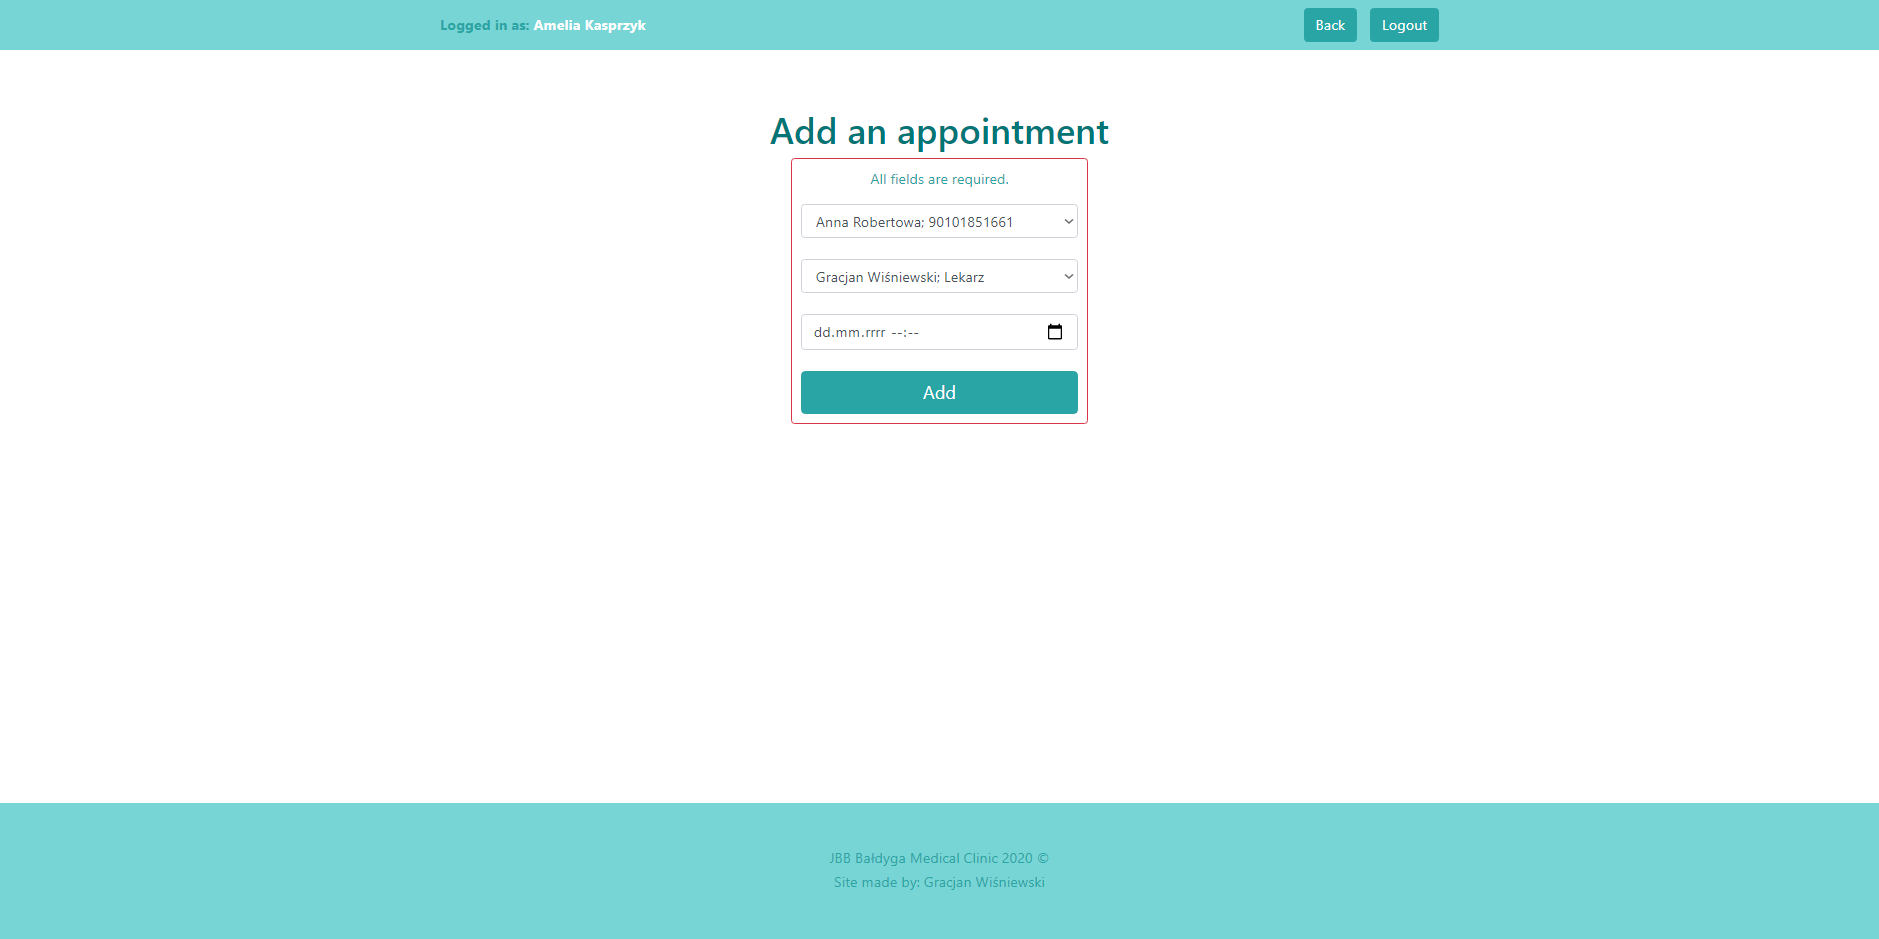 Logged in as: Amelia Kasprzyk
Back
Logout
Add an appointment
All fields are required.
Anna Robertowa; 90101851661
Gracjan Wiśniewski; Lekarz
dd.mm.rrrr --:--
Add
JBB Bałdyga Medical Clinic 2020 ©
Site made by: Gracjan Wiśniewski